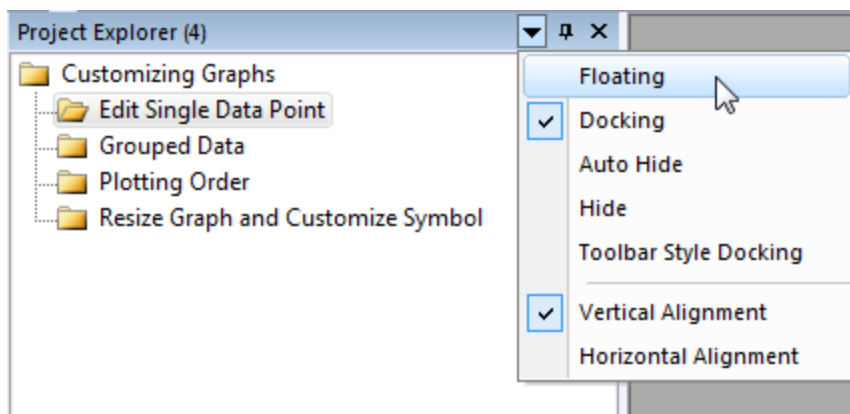 Project Explorer (4)
Customizing Graphs
Edit Single Data Point
Grouped Data
Plotting Order
Resize Graph and Customize Symbol
Floating
Docking
Auto Hide
Hide
Toolbar Style Docking
Vertical Alignment
Horizontal Alignment